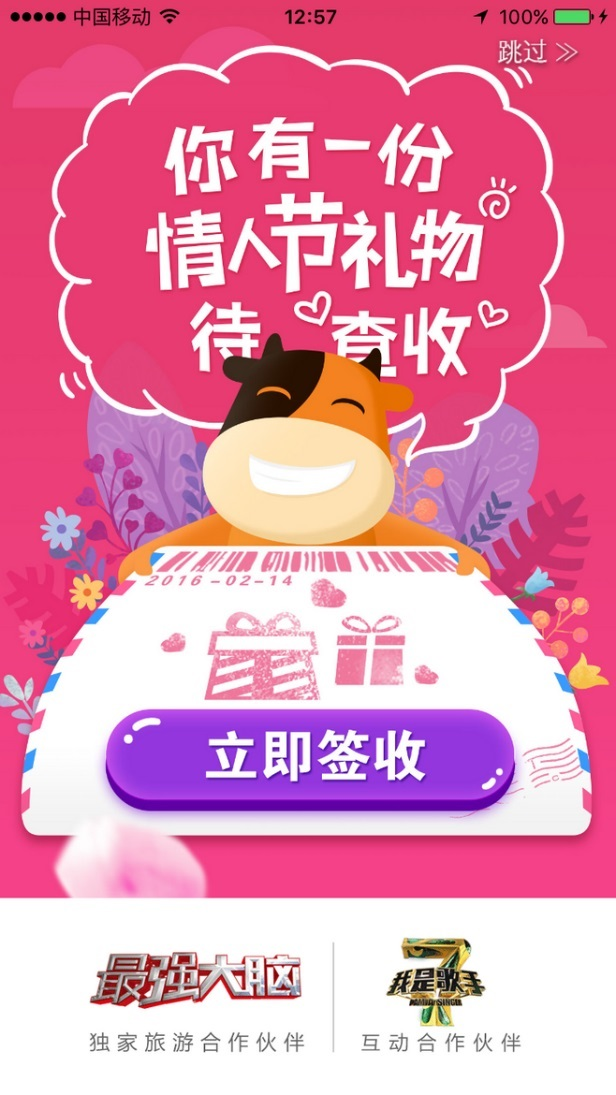 中国移动
12:57
100%
跳过
你有一份
情人节礼物
待查收
2016-02-14
立即签收
最强大脑
独家旅游合作伙伴
我是歌手
互动合作伙伴